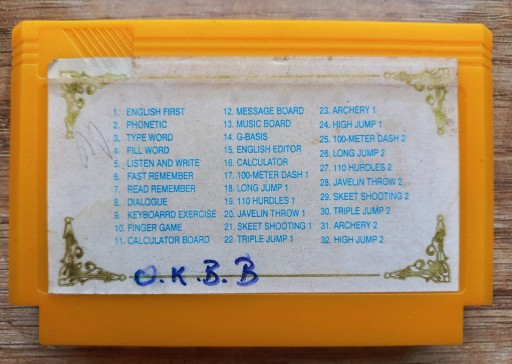 1. ENGLISH FIRST
2. PHONETIC
3. TYPE WORD
4. FILL WORD
5. LISTEN AND WRITE
6. FAST REMEMBER
7. READ REMEMBER
8. DIALOGUE
9. KEYBOARRD EXERCISE
10. FINGER GAME
11. CALCULATOR BOARD
12. MESSAGE BOARD
13. MUSIC BOARD
14. G-BASIS
15. ENGLISH EDITOR
16. CALCULATOR
17. 100-METER DASH 1
18. LONG JUMP 1
19. 110 HURDLES 1
20. JAVELIN THROW 1
21. SKEET SHOOTING 1
22. TRIPLE JUMP 1
23. ARCHERY 1
24. HIGH JUMP 1
25. 100-METER DASH 2
26. LONG JUMP 2
27. 110 HURDLES 2
28. JAVELIN THROW 2
29. SKEET SHOOTING 2
30. TRIPLE JUMP 2
31. ARCHERY 2
32. HIGH JUMP 2
O.K.B.B